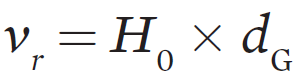 v_r = H_0 × d_G